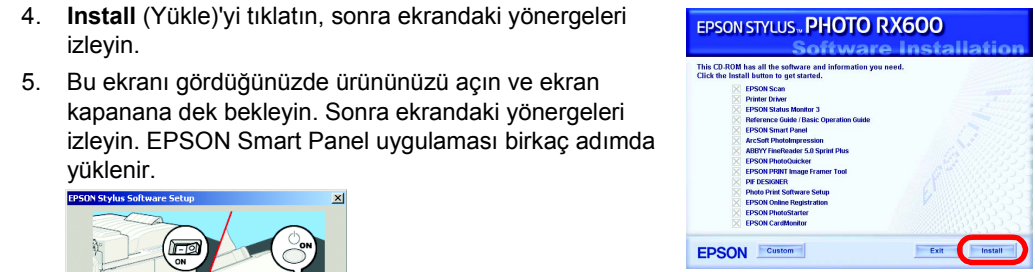 4. Install (Yükle)'yi tıklatın, sonra ekrandaki yönergeleri
izleyin.
5. Bu ekranı gördüğünüzde ürününüzü açın ve ekran
kapanana dek bekleyin. Sonra ekrandaki yönergeleri
izleyin. EPSON Smart Panel uygulaması birkaç adımda
yüklenir.
EPSON Stylus Software Setup
ON
ON
EPSON STYLUS™ PHOTO RX600
Software Installation
This CD-ROM has all the software and information you need.
Click the Install button to get started.
EPSON Scan
Printer Driver
EPSON Status Monitor 3
Reference Guide / Basic Operation Guide
EPSON Smart Panel
ArcSoft PhotoImpression
ABBYY FineReader 5.0 Sprint Plus
EPSON PhotoQuicker
EPSON PRINT Image Framer Tool
PIF DESIGNER
Photo Print Software Setup
EPSON Online Registration
EPSON PhotoStarter
EPSON CardMonitor
EPSON
Custom
Exit
Install